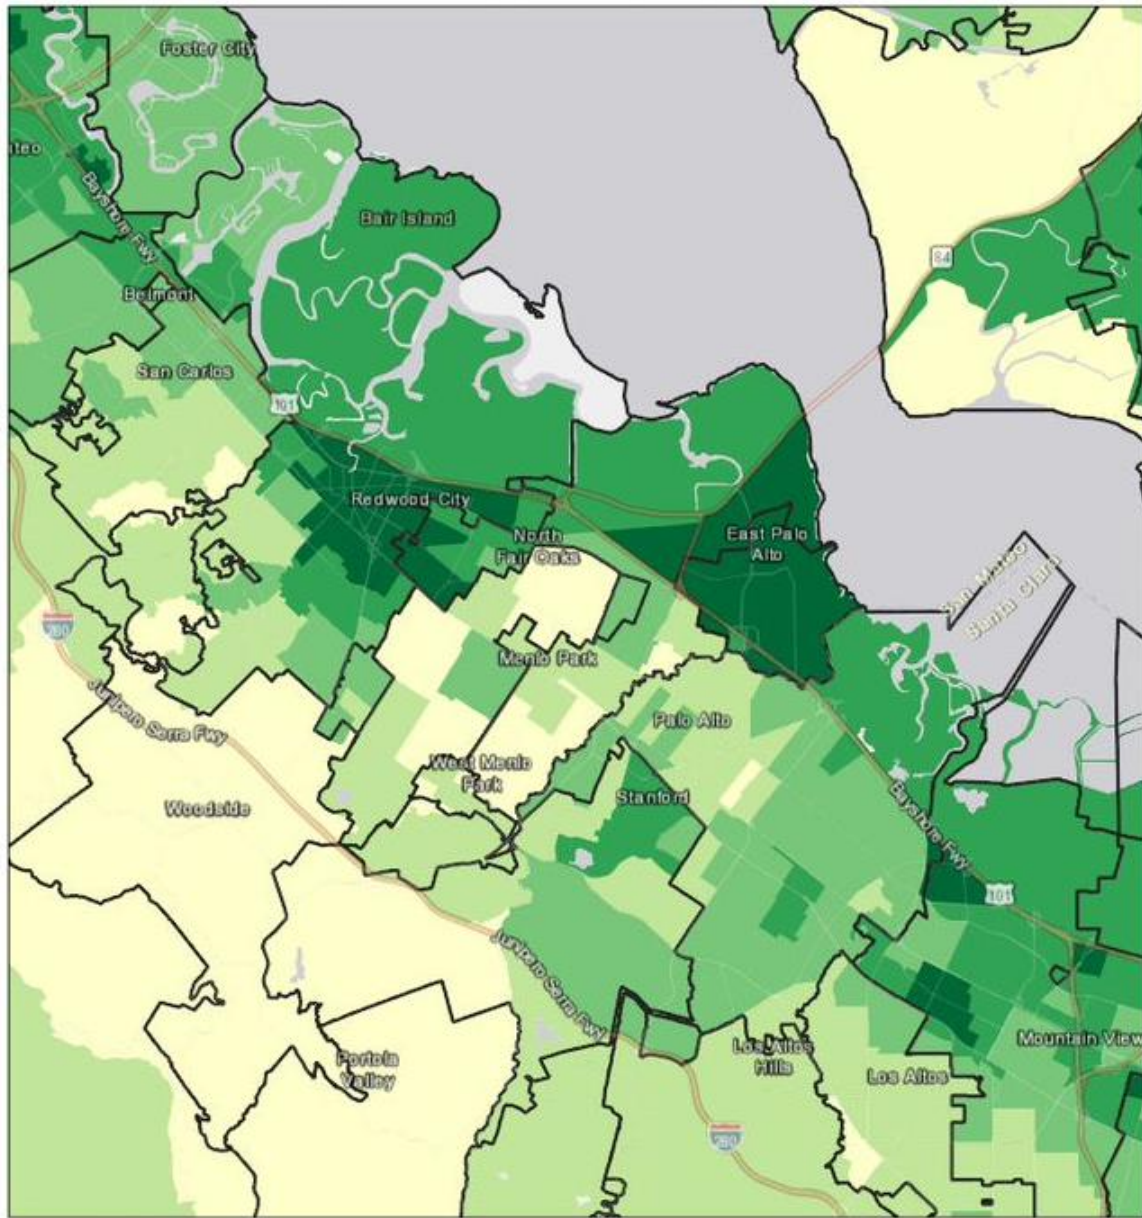 Foster City
ateo
Bayshore Fwy
Bair Island
84
Belmont
San Carlos
101
Redwood City
North
Fair Oaks
East Palo
Alto
San Mateo
Santa Clara
280
Menlo Park
Junipero Serra Fwy
Palo Alto
West Menlo
Park
Stanford
Woodside
Bayshore Fwy
101
Junipero Serra Fwy
Portola
Valley
Los Altos
Hills
Los Altos
Mountain View
280